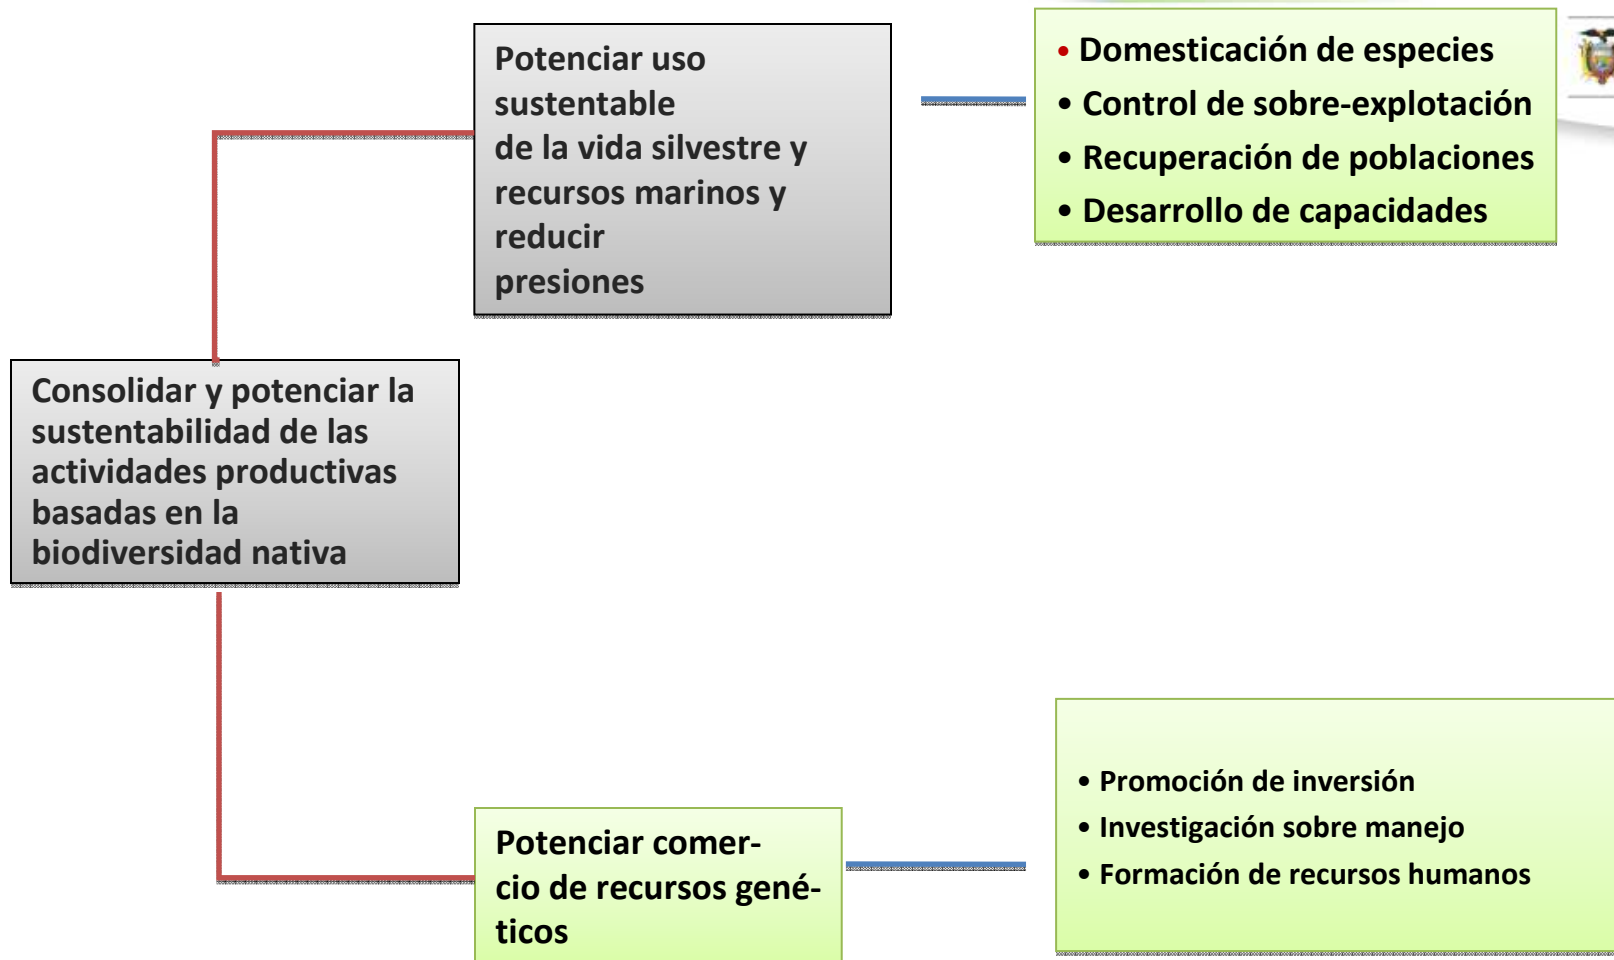 Potenciar uso
sustentable
de la vida silvestre y
recursos marinos y
reducir
presiones
• Domesticación de especies
• Control de sobre-explotación
• Recuperación de poblaciones
• Desarrollo de capacidades
Consolidar y potenciar la
sustentabilidad de las
actividades productivas
basadas en la
biodiversidad nativa
Potenciar comer-
cio de recursos gené-
ticos
• Promoción de inversión
• Investigación sobre manejo
• Formación de recursos humanos